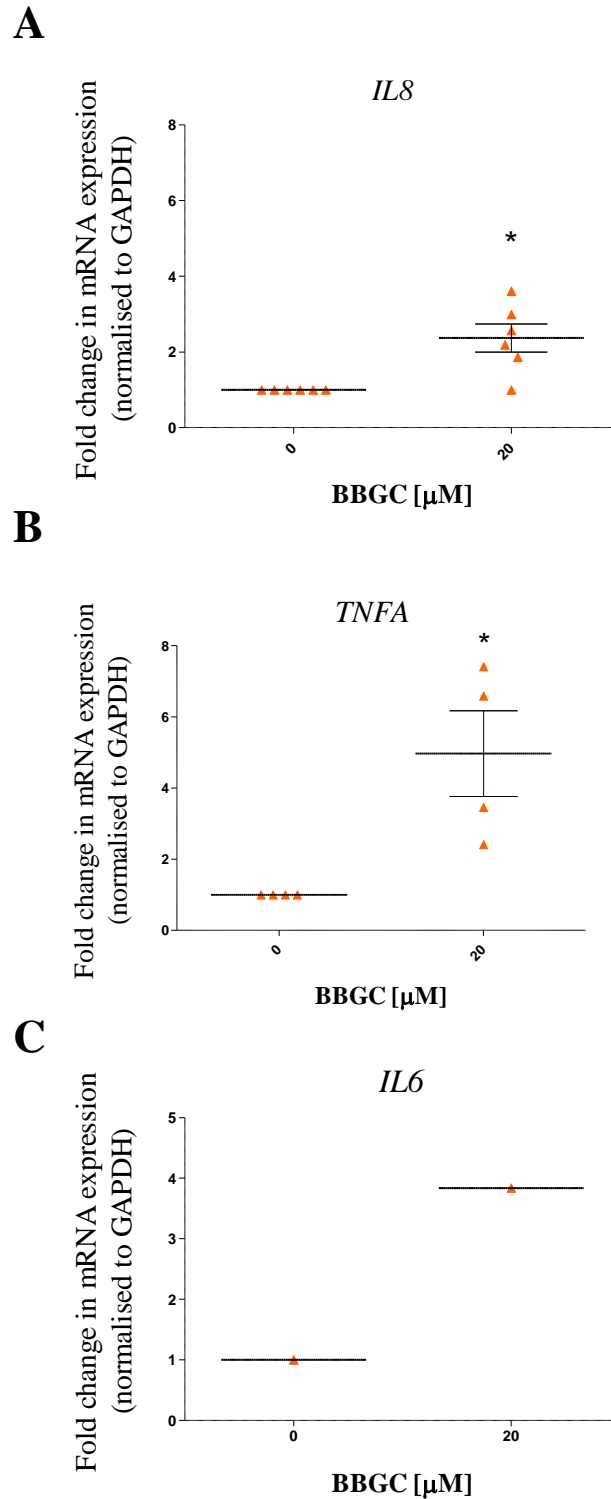 A
IL8
Fold change in mRNA expression
(normalised to GAPDH)
8
6
4
2
0
*
0
20
BBGC [μM]
B
TNFA
Fold change in mRNA expression
(normalised to GAPDH)
8
6
4
2
0
*
0
20
BBGC [μM]
C
IL6
Fold change in mRNA expression
(normalised to GAPDH)
5
4
3
2
1
0
0
20
BBGC [μM]